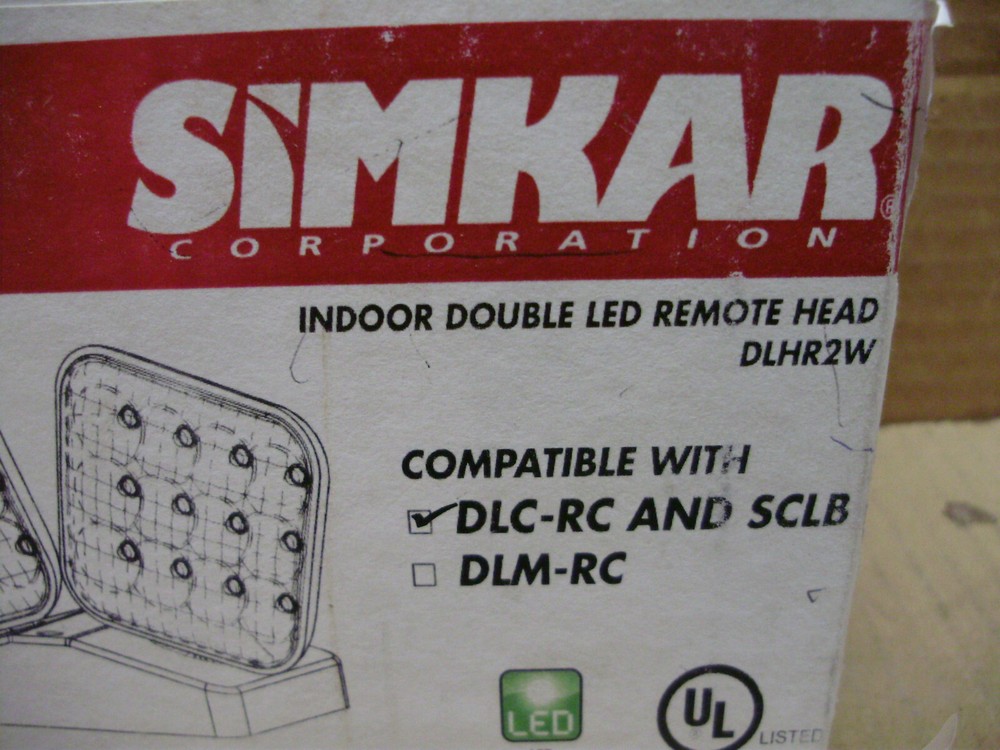 SiMKAR®
CORPORATION
INDOOR DOUBLE LED REMOTE HEAD
DLHR2W
COMPATIBLE WITH
DLC-RC AND SCLB
DLM-RC
LED
UL
LISTED